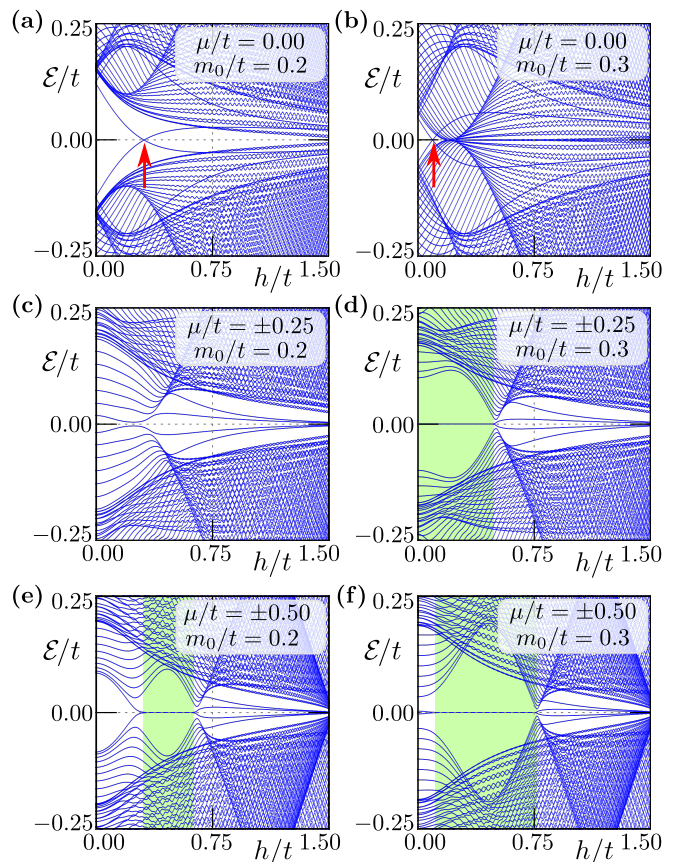 (a)
0.25
μ/t = 0.00
m₀/t = 0.2
ℰ/t
0.00
−0.25
0.00
0.75
h/t
1.50
(b)
0.25
μ/t = 0.00
m₀/t = 0.3
ℰ/t
0.00
−0.25
0.00
0.75
h/t
1.50
(c)
0.25
μ/t = ±0.25
m₀/t = 0.2
ℰ/t
0.00
−0.25
0.00
0.75
h/t
1.50
(d)
0.25
μ/t = ±0.25
m₀/t = 0.3
ℰ/t
0.00
−0.25
0.00
0.75
h/t
1.50
(e)
0.25
μ/t = ±0.50
m₀/t = 0.2
ℰ/t
0.00
−0.25
0.00
0.75
h/t
1.50
(f)
0.25
μ/t = ±0.50
m₀/t = 0.3
ℰ/t
0.00
−0.25
0.00
0.75
h/t
1.50